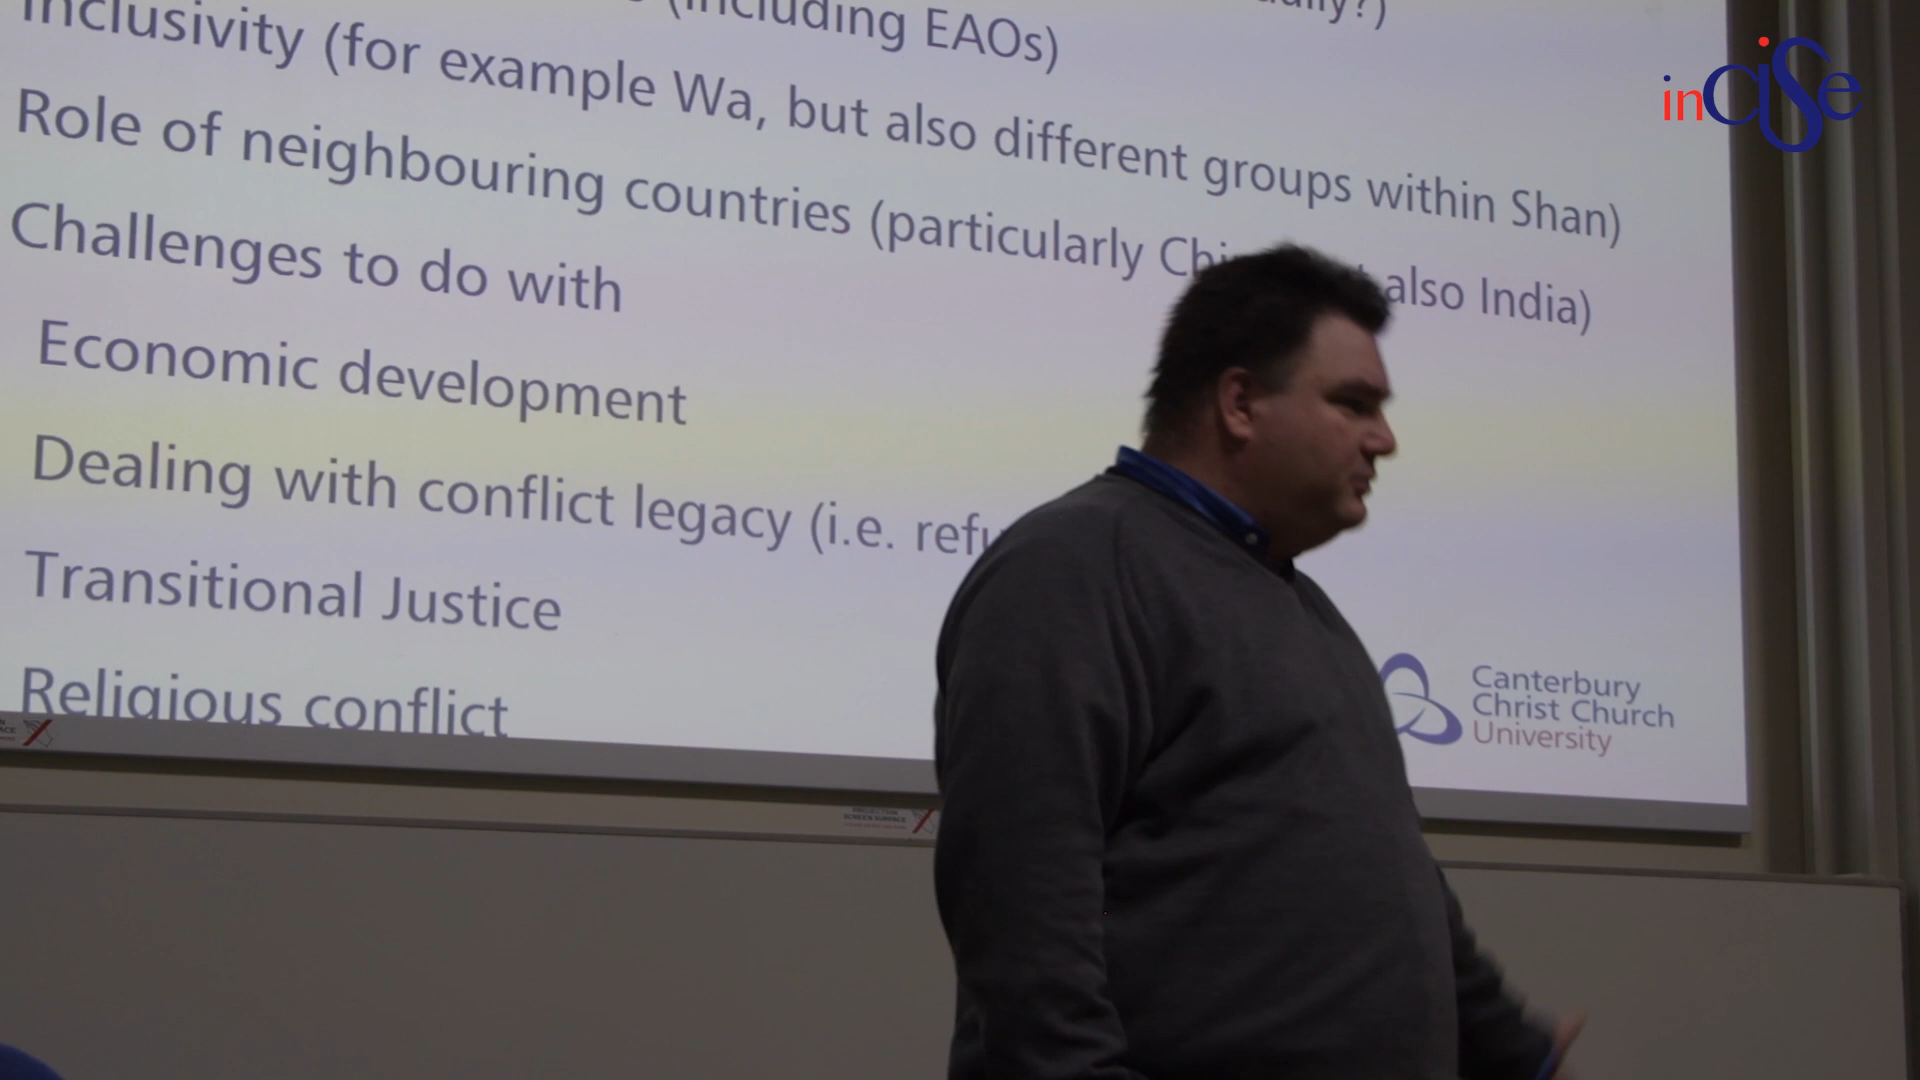 (including EAOs)
Inclusivity (for example Wa, but also different groups within Shan)
Role of neighbouring countries (particularly also India)
Challenges to do with
Economic development
Dealing with conflict legacy (i.e.
Transitional Justice
Religious conflict
Canterbury
Christ Church
University
inCISe
SCREEN SURFACE